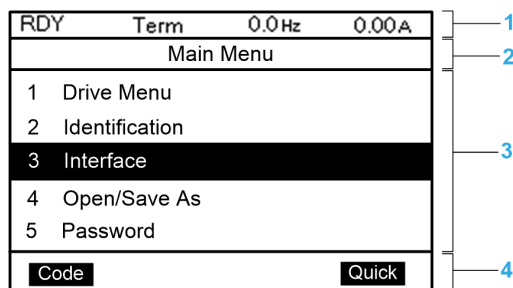 RDY Term 0.0Hz 0.00A 1
Main Menu 2
1 Drive Menu
2 Identification
3 Interface 3
4 Open/Save As
5 Password
Code Quick 4